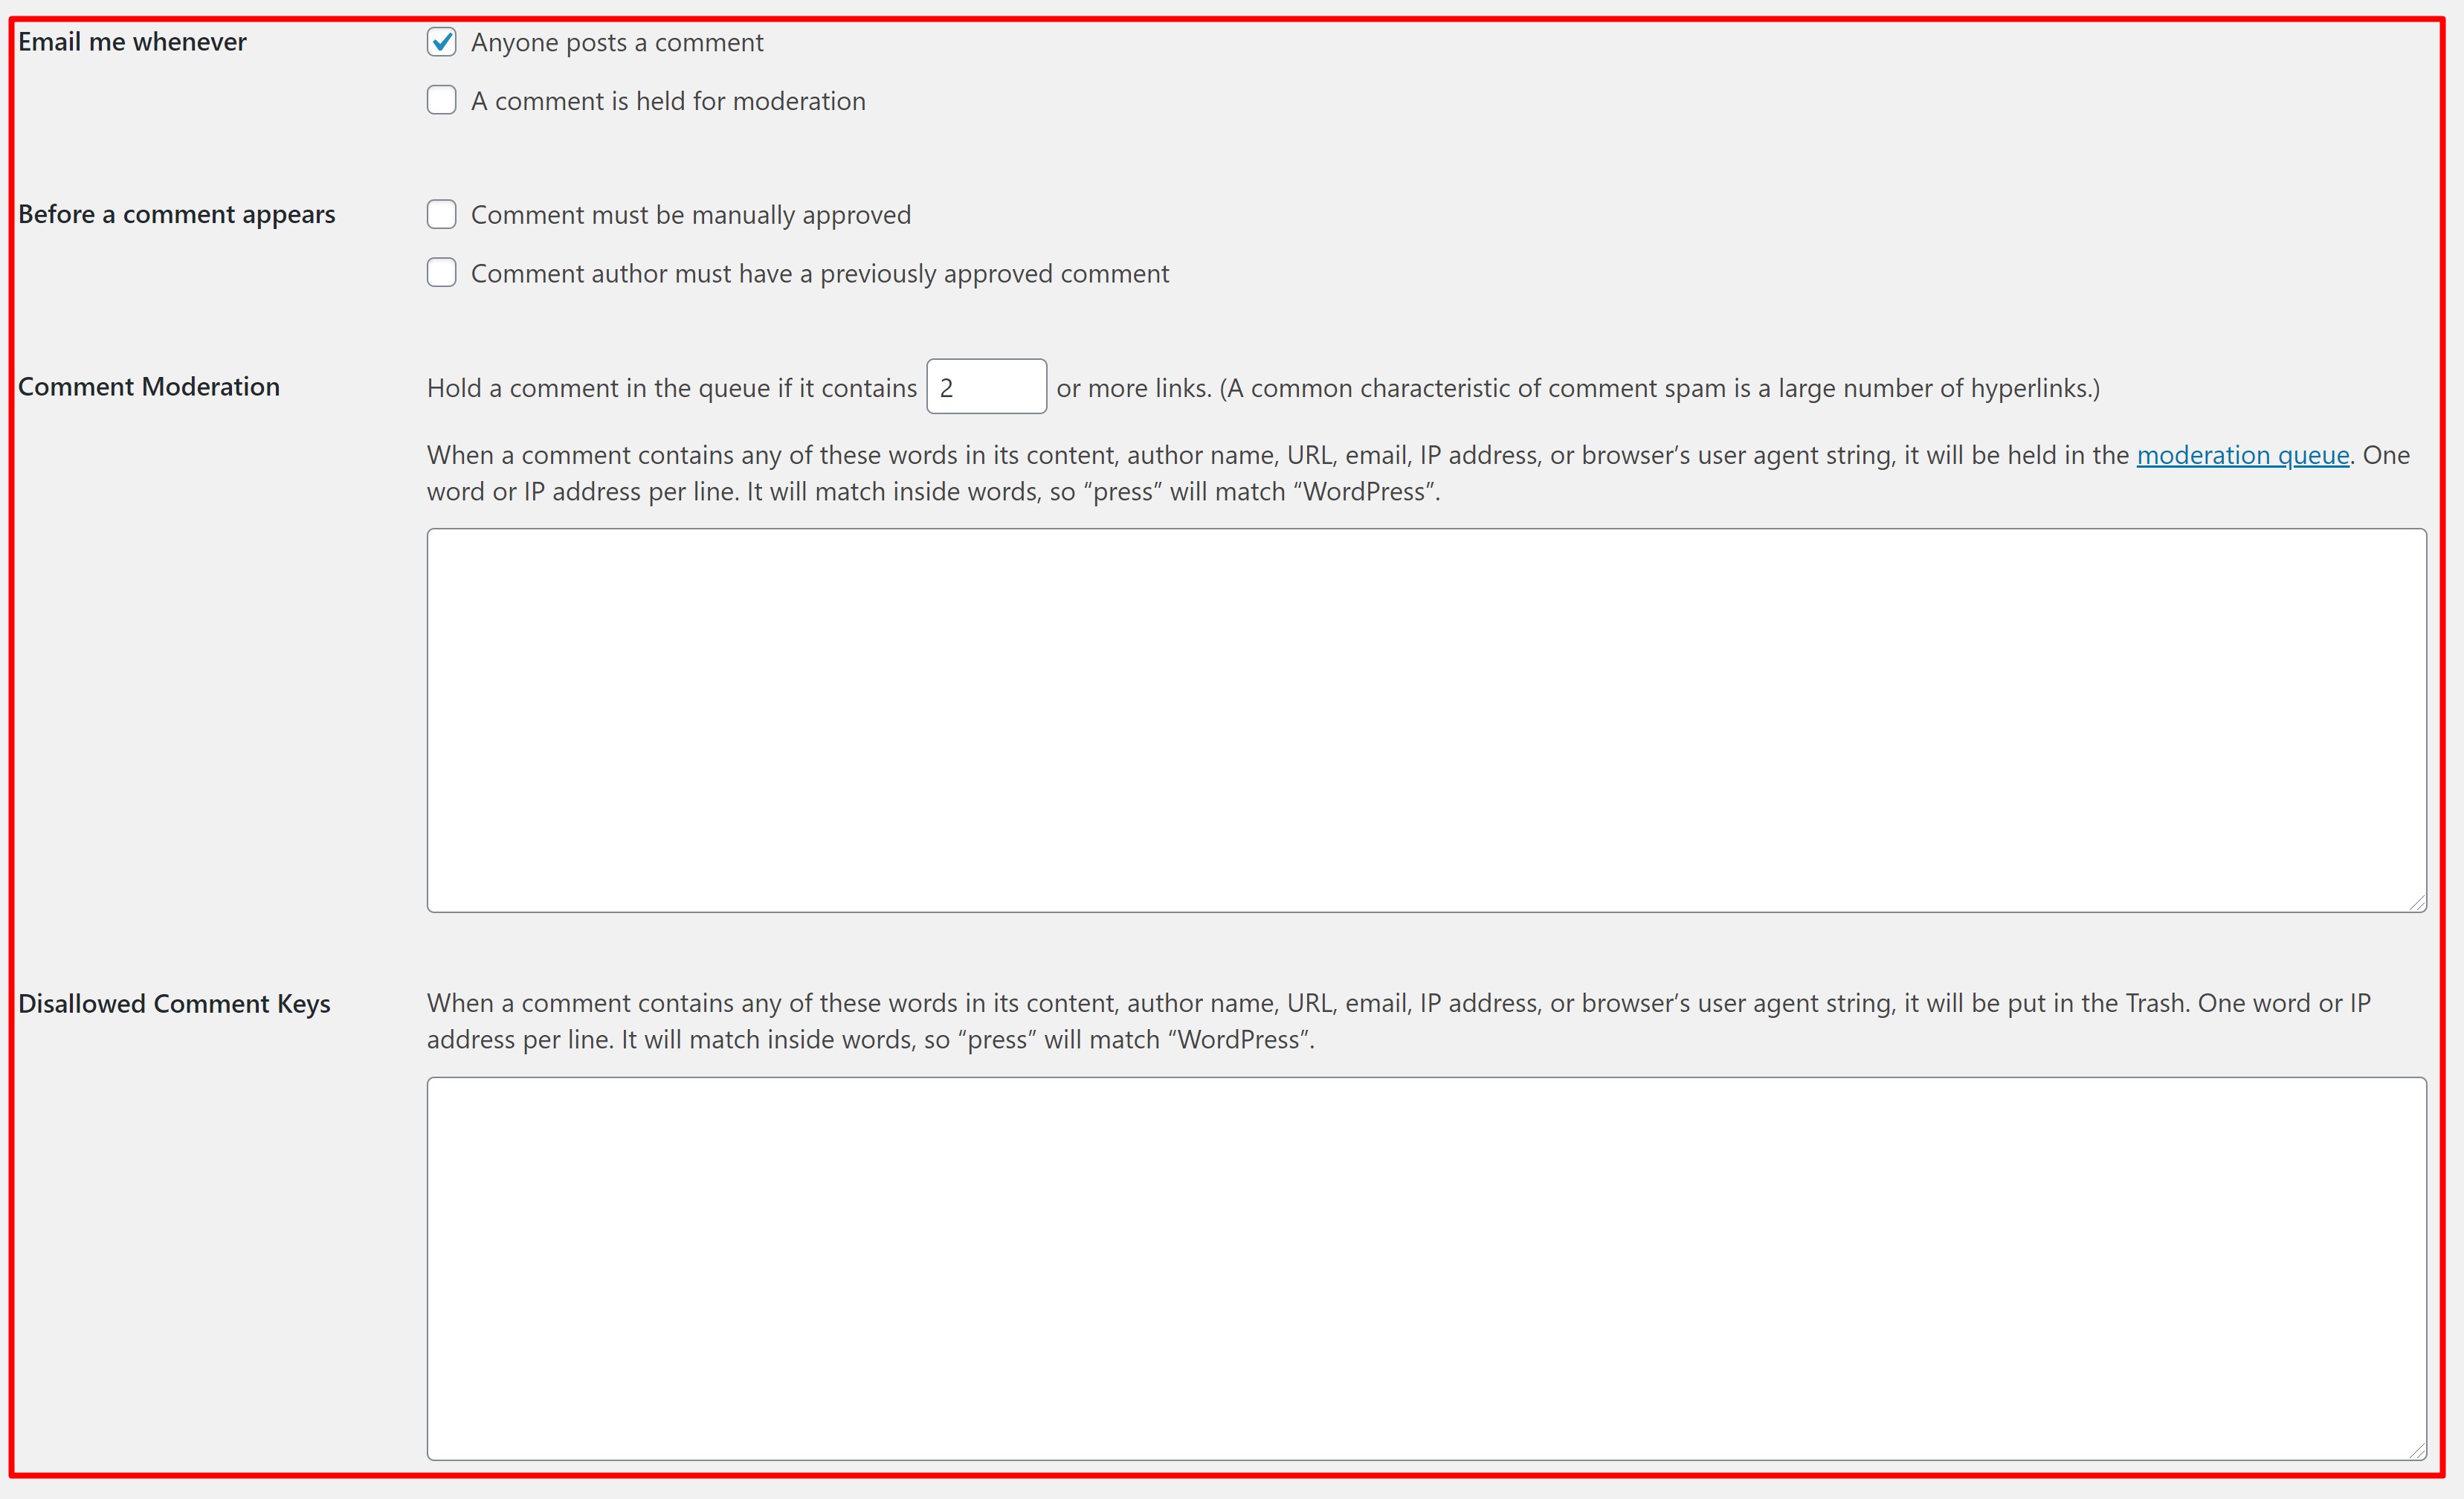 Email me whenever
Anyone posts a comment
A comment is held for moderation
Before a comment appears
Comment must be manually approved
Comment author must have a previously approved comment
Comment Moderation
Hold a comment in the queue if it contains 2 or more links. (A common characteristic of comment spam is a large number of hyperlinks.)
When a comment contains any of these words in its content, author name, URL, email, IP address, or browser’s user agent string, it will be held in the moderation queue. One
word or IP address per line. It will match inside words, so “press” will match “WordPress”.
Disallowed Comment Keys
When a comment contains any of these words in its content, author name, URL, email, IP address, or browser’s user agent string, it will be put in the Trash. One word or IP
address per line. It will match inside words, so “press” will match “WordPress”.